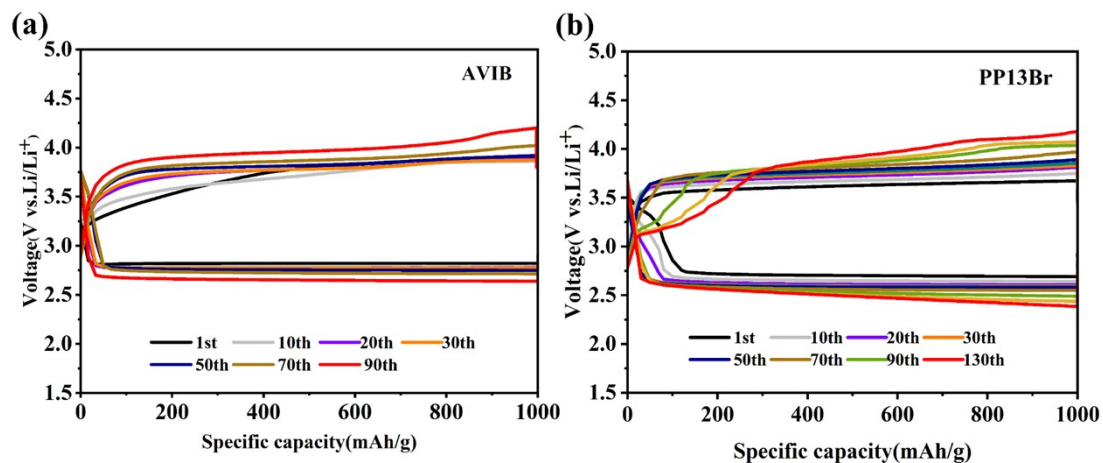 (a)
AVIB
Voltage(V vs.Li/Li+
5.0
4.5
4.0
3.5
3.0
2.5
2.0
1.5
1st 10th 20th 30th
50th 70th 90th
0 200 400 600 800 1000
Specific capacity(mAh/g)
(b)
PP13Br
Voltage(V vs.Li/Li+
5.0
4.5
4.0
3.5
3.0
2.5
2.0
1.5
1st 10th 20th 30th
50th 70th 90th 130th
0 200 400 600 800 1000
Specific capacity(mAh/g)